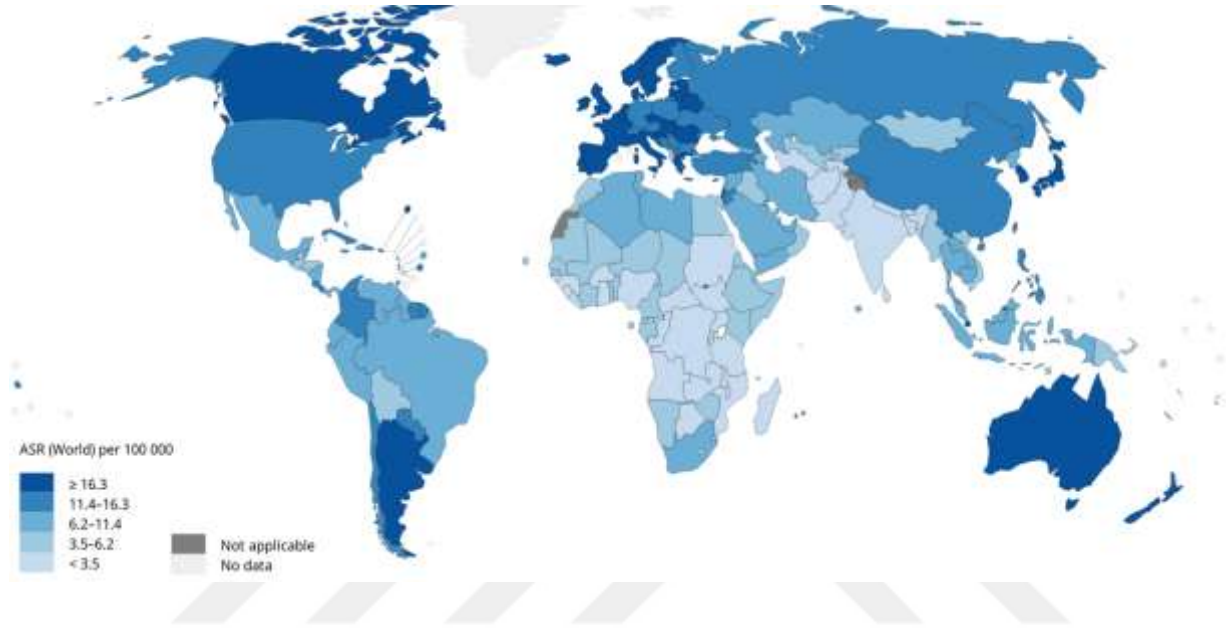 ASR (World) per 100 000
≥ 16.3
11.4–16.3
6.2–11.4
3.5–6.2
< 3.5
Not applicable
No data